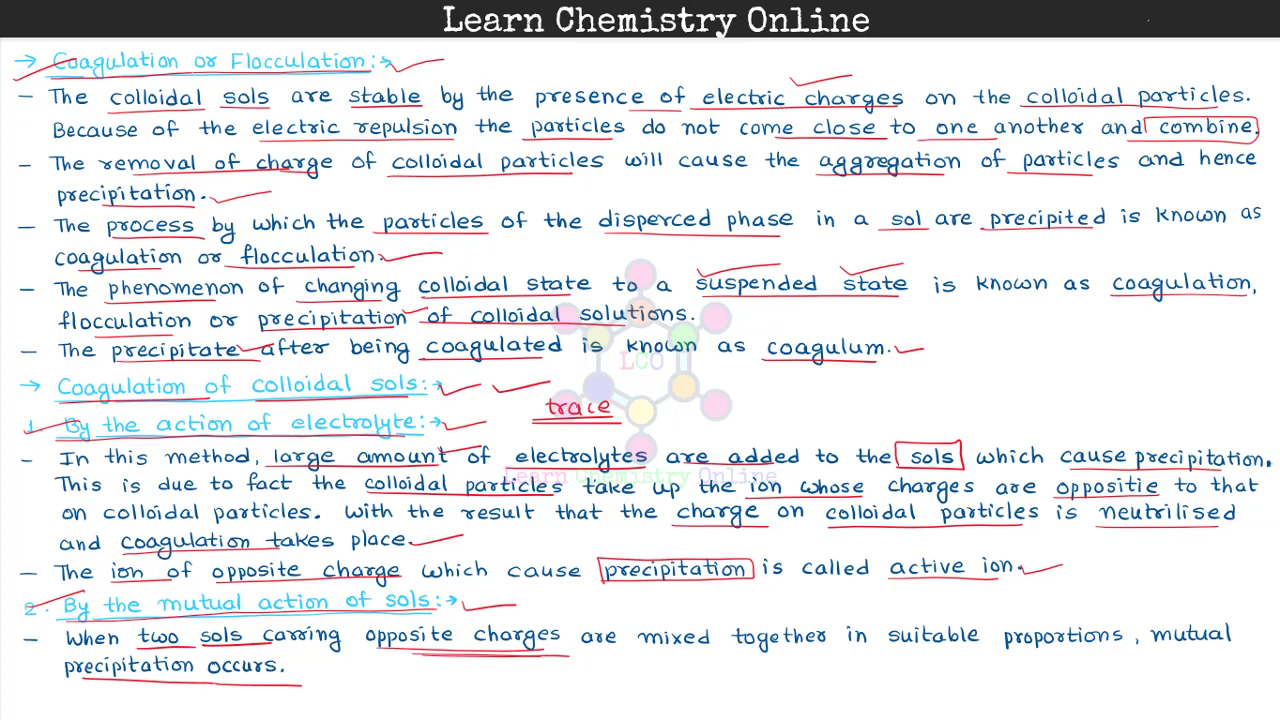 Learn Chemistry Online
→ Coagulation or Flocculation:→
- The colloidal sols are stable by the presence of electric charges on the colloidal particles.
Because of the electric repulsion the particles do not come close to one another and combine.
- The removal of charge of colloidal particles will cause the aggregation of particles and hence
precipitation.
- The process by which the particles of the disperced phase in a sol are precipited is known as
coagulation or flocculation.
- The phenomenon of changing colloidal state to a suspended state is known as coagulation,
flocculation or precipitation of colloidal solutions.
- The precipitate after being coagulated is known as coagulum.
LCO
→ Coagulation of colloidal sols:→
trace
1. By the action of electrolyte:→
- In this method, large amount of electrolytes are added to the sols which cause precipitation.
Learn Chemistry Online
This is due to fact the colloidal particles take up the ion whose charges are oppositie to that
on colloidal particles. With the result that the charge on colloidal particles is neutrilised
and coagulation takes place.
- The ion of opposite charge which cause precipitation is called active ion.
2. By the mutual action of sols:→
- When two sols carring opposite charges are mixed together in suitable proportions, mutual
precipitation occurs.